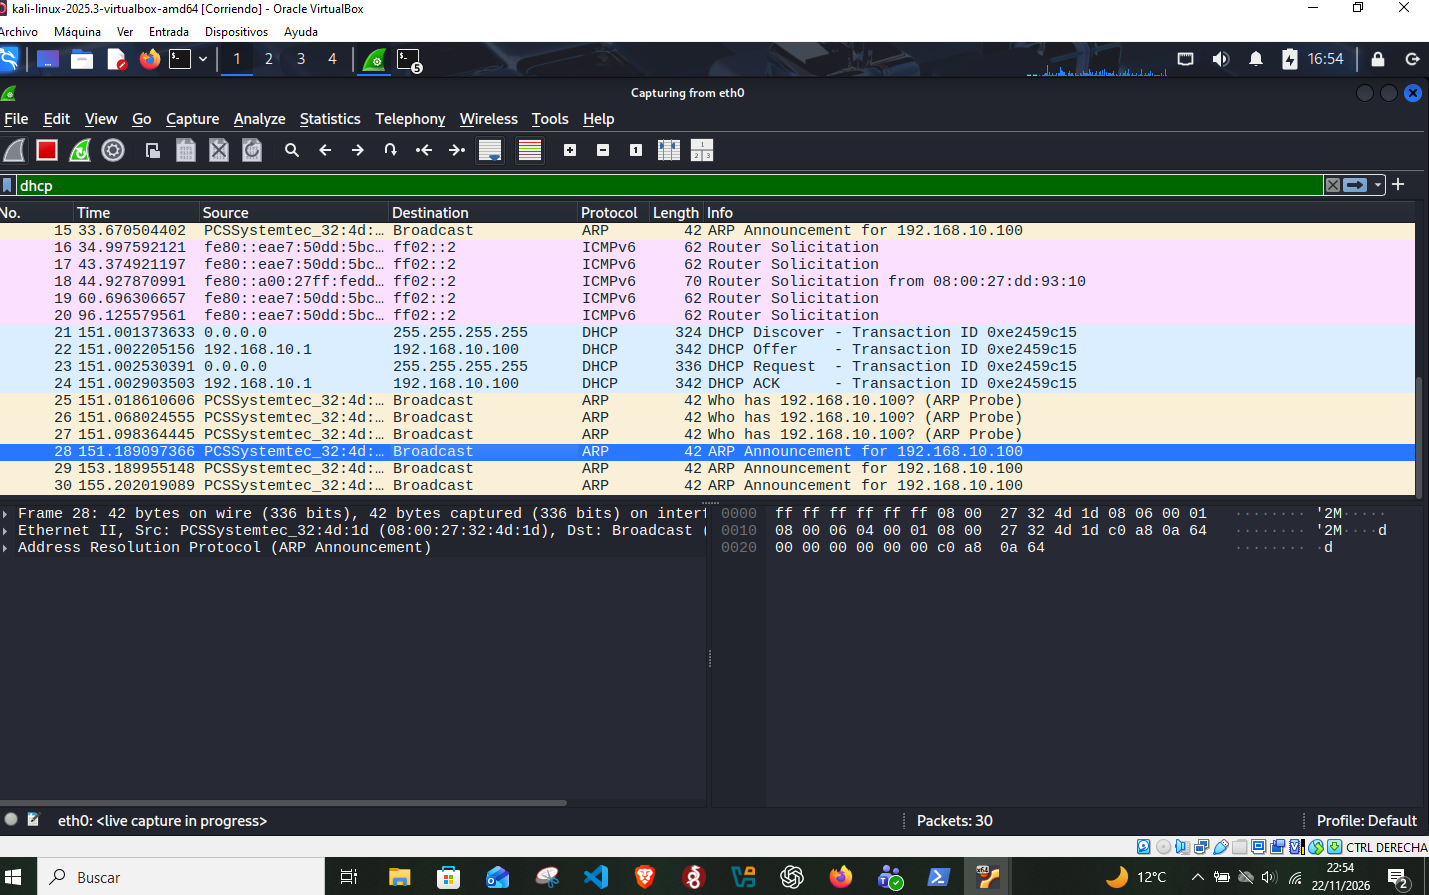 kali-linux-2025.3-virtualbox-amd64 [Corriendo] - Oracle VirtualBox
Archivo Máquina Ver Entrada Dispositivos Ayuda
1 2 3 4 5 16:54
Capturing from eth0
File Edit View Go Capture Analyze Statistics Telephony Wireless Tools Help
dhcp
No. Time Source Destination Protocol Length Info
15 33.670504402 PCSSystemtec_32:4d:… Broadcast ARP 42 ARP Announcement for 192.168.10.100
16 34.997592121 fe80::eae7:50dd:5bc… ff02::2 ICMPv6 62 Router Solicitation
17 43.374921197 fe80::eae7:50dd:5bc… ff02::2 ICMPv6 62 Router Solicitation
18 44.927870991 fe80::a00:27ff:fedd… ff02::2 ICMPv6 70 Router Solicitation from 08:00:27:dd:93:10
19 60.696306657 fe80::eae7:50dd:5bc… ff02::2 ICMPv6 62 Router Solicitation
20 96.125579561 fe80::eae7:50dd:5bc… ff02::2 ICMPv6 62 Router Solicitation
21 151.001373633 0.0.0.0 255.255.255.255 DHCP 324 DHCP Discover - Transaction ID 0xe2459c15
22 151.002205156 192.168.10.1 192.168.10.100 DHCP 342 DHCP Offer - Transaction ID 0xe2459c15
23 151.002530391 0.0.0.0 255.255.255.255 DHCP 336 DHCP Request - Transaction ID 0xe2459c15
24 151.002903503 192.168.10.1 192.168.10.100 DHCP 342 DHCP ACK - Transaction ID 0xe2459c15
25 151.018610606 PCSSystemtec_32:4d:… Broadcast ARP 42 Who has 192.168.10.100? (ARP Probe)
26 151.068024555 PCSSystemtec_32:4d:… Broadcast ARP 42 Who has 192.168.10.100? (ARP Probe)
27 151.098364445 PCSSystemtec_32:4d:… Broadcast ARP 42 Who has 192.168.10.100? (ARP Probe)
28 151.189097366 PCSSystemtec_32:4d:… Broadcast ARP 42 ARP Announcement for 192.168.10.100
29 153.189955148 PCSSystemtec_32:4d:… Broadcast ARP 42 ARP Announcement for 192.168.10.100
30 155.202019089 PCSSystemtec_32:4d:… Broadcast ARP 42 ARP Announcement for 192.168.10.100
Frame 28: 42 bytes on wire (336 bits), 42 bytes captured (336 bits) on interf
Ethernet II, Src: PCSSystemtec_32:4d:1d (08:00:27:32:4d:1d), Dst: Broadcast (
Address Resolution Protocol (ARP Announcement)
0000 ff ff ff ff ff ff 08 00 27 32 4d 1d 08 06 00 01 ········ '2M·····
0010 08 00 06 04 00 01 08 00 27 32 4d 1d c0 a8 0a 64 ········ '2M····d
0020 00 00 00 00 00 00 c0 a8 0a 64 ········ ·d
eth0: <live capture in progress> Packets: 30 Profile: Default
CTRL DERECHA
Buscar 12°C 22:54
22/11/2026
2